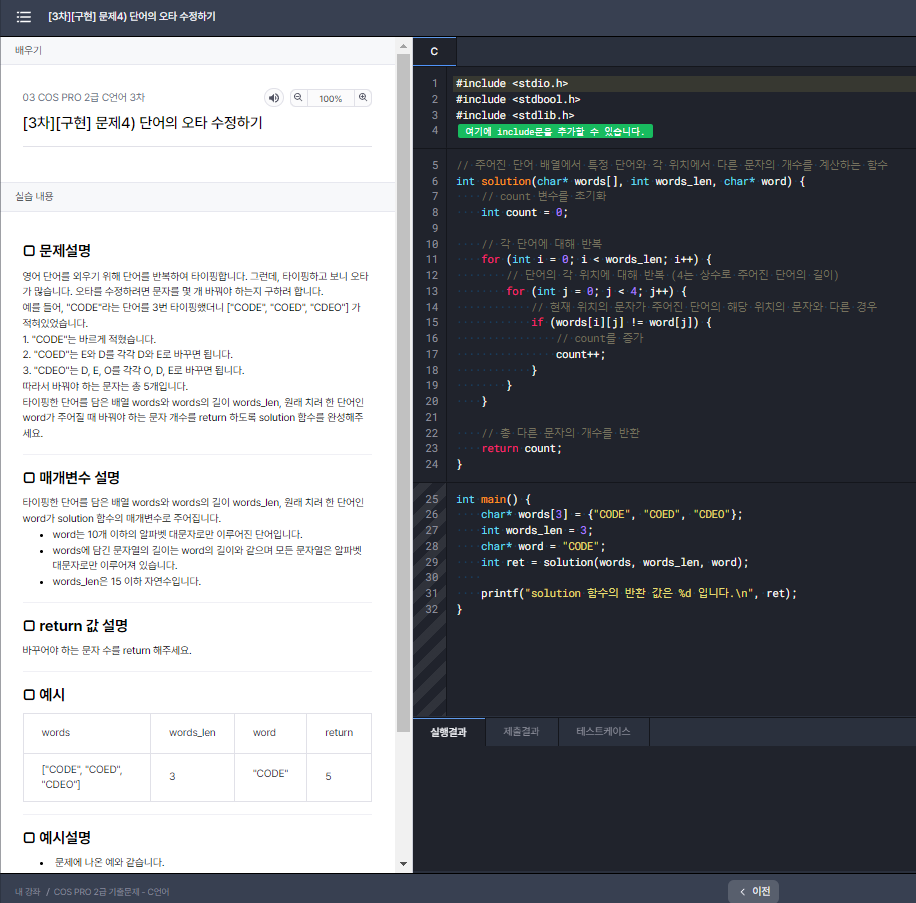 [3차][구현] 문제4) 단어의 오타 수정하기
배우기
03 COS PRO 2급 C언어 3차
100%
[3차][구현] 문제4) 단어의 오타 수정하기
실습 내용
문제설명
영어 단어를 외우기 위해 단어를 반복하여 타이핑합니다. 그런데, 타이핑하고 보니 오타
가 많습니다. 오타를 수정하려면 문자를 몇 개 바꿔야 하는지 구하려 합니다.
예를 들어, "CODE"라는 단어를 3번 타이핑했더니 ["CODE", "COED", "CDEO"] 가
적혀있었습니다.
1. "CODE"는 바르게 적혔습니다.
2. "COED"는 E와 D를 각각 D와 E로 바꾸면 됩니다.
3. "CDEO"는 D, E, O를 각각 O, D, E로 바꾸면 됩니다.
따라서 바꿔야 하는 문자는 총 5개입니다.
타이핑한 단어를 담은 배열 words와 words의 길이 words_len, 원래 치려 한 단어인
word가 주어질 때 바꿔야 하는 문자 개수를 return 하도록 solution 함수를 완성해주
세요.
매개변수 설명
타이핑한 단어를 담은 배열 words와 words의 길이 words_len, 원래 치려 한 단어인
word가 solution 함수의 매개변수로 주어집니다.
• word는 10개 이하의 알파벳 대문자로만 이루어진 단어입니다.
• words에 담긴 문자열의 길이는 word의 길이와 같으며 모든 문자열은 알파벳
대문자로만 이루어져 있습니다.
• words_len은 15 이하 자연수입니다.
return 값 설명
바꾸어야 하는 문자 수를 return 해주세요.
예시
words words_len word return
["CODE", "COED", 3 "CODE" 5
"CDEO"]
예시설명
• 문제에 나온 예와 같습니다.
C
1 #include <stdio.h>
2 #include <stdbool.h>
3 #include <stdlib.h>
4 여기에 include문을 추가할 수 있습니다.
5 // 주어진 단어 배열에서 특정 단어와 각 위치에서 다른 문자의 개수를 계산하는 함수
6 int solution(char* words[], int words_len, char* word) {
7 // count 변수를 초기화
8 int count = 0;
9
10 // 각 단어에 대해 반복
11 for (int i = 0; i < words_len; i++) {
12 // 단어의 각 위치에 대해 반복 (4는 상수로 주어진 단어의 길이)
13 for (int j = 0; j < 4; j++) {
14 // 현재 위치의 문자가 주어진 단어의 해당 위치의 문자와 다른 경우
15 if (words[i][j] != word[j]) {
16 // count를 증가
17 count++;
18 }
19 }
20 }
21
22 // 총 다른 문자의 개수를 반환
23 return count;
24 }
25 int main() {
26 char* words[3] = {"CODE", "COED", "CDEO"};
27 int words_len = 3;
28 char* word = "CODE";
29 int ret = solution(words, words_len, word);
30
31 printf("solution 함수의 반환 값은 %d 입니다.\n", ret);
32 }
실행결과 제출결과 테스트케이스
내 강좌 / COS PRO 2급 기출문제 - C언어
< 이전